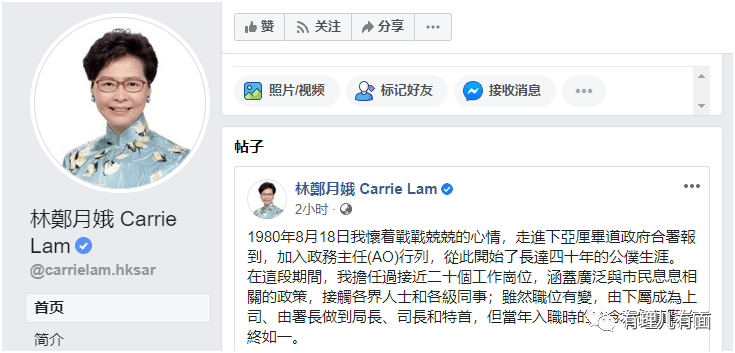 赞 关注 分享 ···
照片/视频 标记好友 接收消息 ···
帖子
林鄭月娥 Carrie Lam
@carrielam.hksar
首页
简介
林鄭月娥 Carrie Lam ···
2小时 ·
1980年8月18日我懷着戰戰兢兢的心情，走進下亞厘畢道政府合署報
到，加入政務主任(AO)行列，從此開始了長達四十年的公僕生涯。
在這段期間，我擔任過接近二十個工作崗位，涵蓋廣泛與市民息息相
關的政策，接觸各界人士和各級同事；雖然職位有變，由下屬成為上
司、由署長做到局長、司長和特首，但當年入職時的
終如一。
有理儿有面